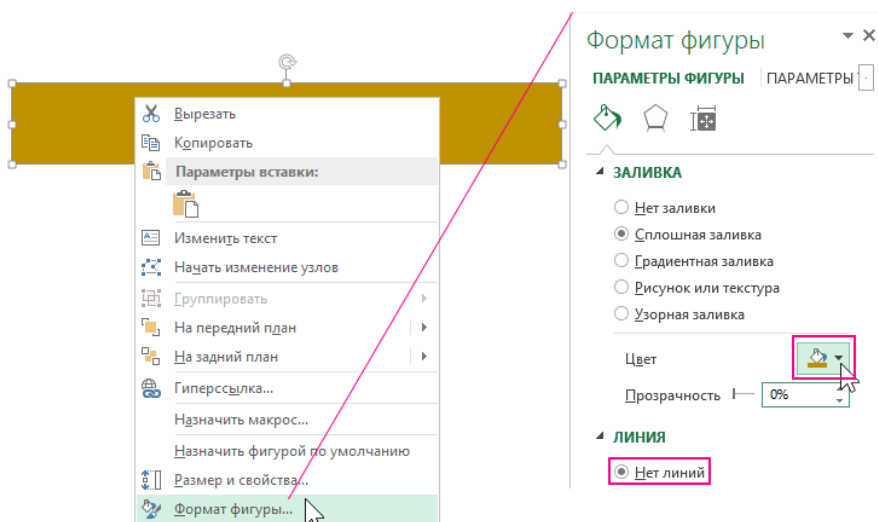 Вырезать
Копировать
Параметры вставки:
Изменить текст
Начать изменение узлов
Группировать
На передний план
На задний план
Гиперссылка...
Назначить макрос...
Назначить фигурой по умолчанию
Размер и свойства...
Формат фигуры...
Формат фигуры
ПАРАМЕТРЫ ФИГУРЫ ПАРАМЕТРЫ
ЗАЛИВКА
Нет заливки
Сплошная заливка
Градиентная заливка
Рисунок или текстура
Узорная заливка
Цвет
Прозрачность 0%
ЛИНИЯ
Нет линий